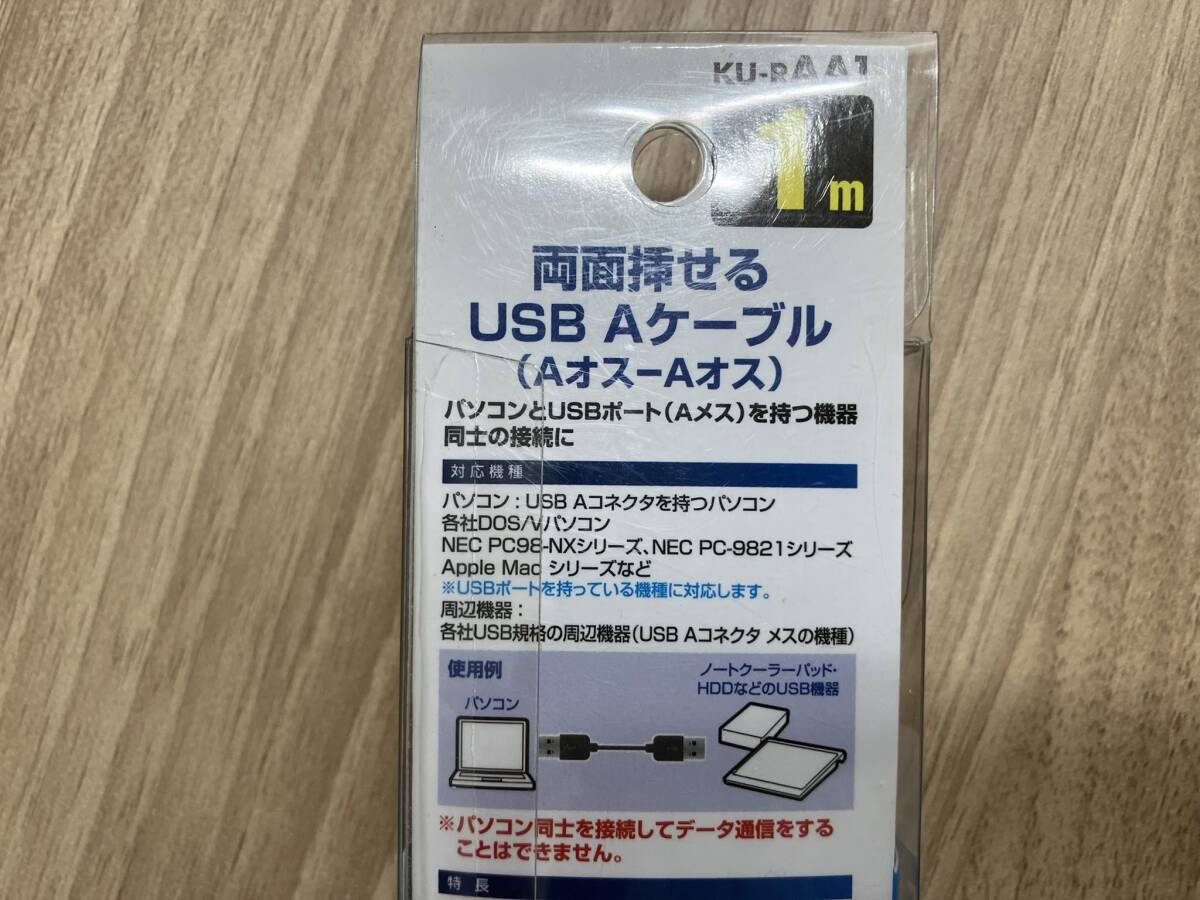 KU-RAA1
1m
両面挿せる
USB Aケーブル
(Aオス−Aオス)
パソコンとUSBポート(Aメス)を持つ機器
同士の接続に
対応機種
パソコン：USB Aコネクタを持つパソコン
各社DOS/Vパソコン
NEC PC98-NXシリーズ、NEC PC-9821シリーズ
Apple Mac シリーズなど
※USBポートを持っている機種に対応します。
周辺機器：
各社USB規格の周辺機器(USB Aコネクタ メスの機種)
使用例
パソコン
ノートクーラーパッド・
HDDなどのUSB機器
※パソコン同士を接続してデータ通信をする
ことはできません。
特長